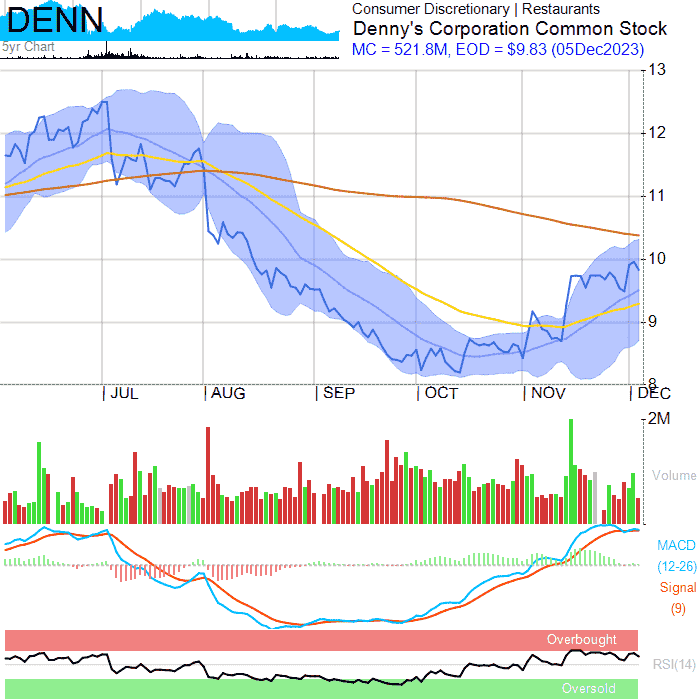 DENN
5yr Chart
Consumer Discretionary | Restaurants
Denny's Corporation Common Stock
MC = 521.8M, EOD = $9.83 (05Dec2023)
13
12
11
10
9
8
JUL
AUG
SEP
OCT
NOV
DEC
2M
Volume
MACD
(12-26)
Signal
(9)
Overbought
RSI(14)
Oversold